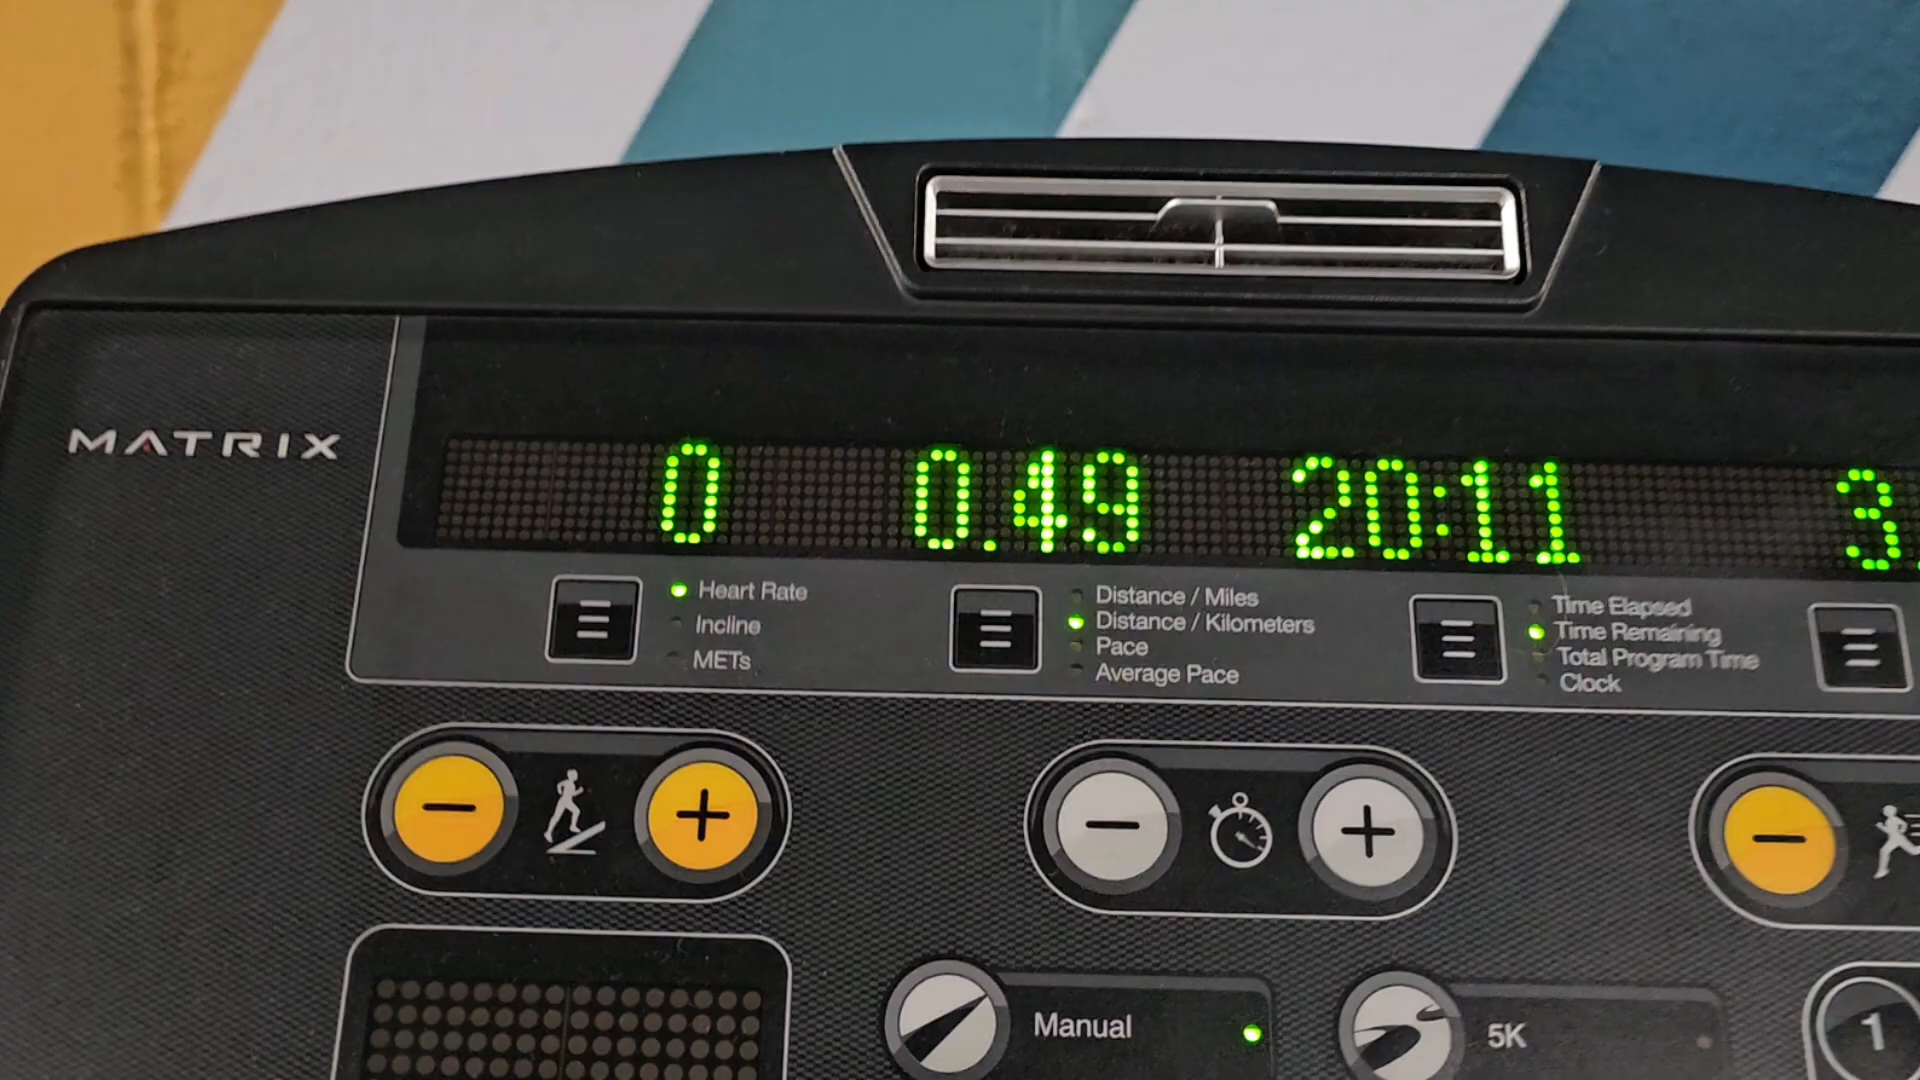 MATRIX
0 0.49 20:11 3.
Heart Rate
Incline
METs
Distance / Miles
Distance / Kilometers
Pace
Average Pace
Time Elapsed
Time Remaining
Total Program Time
Clock
Manual
5K
1